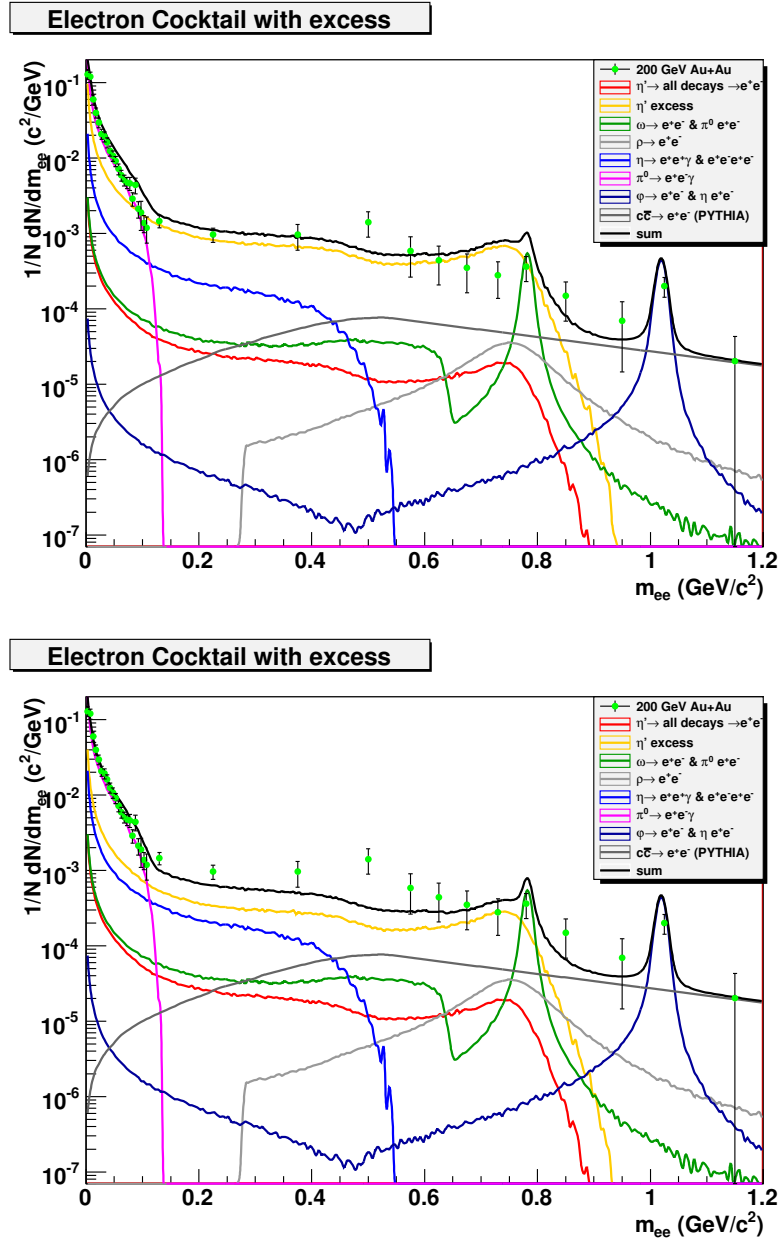 Electron Cocktail with excess
1/N dN/dm_ee (c²/GeV)
10⁻¹
10⁻²
10⁻³
10⁻⁴
10⁻⁵
10⁻⁶
10⁻⁷
200 GeV Au+Au
η'→ all decays →e⁺e⁻
η' excess
ω→ e⁺e⁻ & π⁰ e⁺e⁻
ρ→ e⁺e⁻
η→ e⁺e⁺γ & e⁺e⁻e⁺e⁻
π⁰→ e⁺e⁻γ
φ→ e⁺e⁻ & η e⁺e⁻
cc̅→ e⁺e⁻ (PYTHIA)
sum
0 0.2 0.4 0.6 0.8 1 1.2
m_ee (GeV/c²)
Electron Cocktail with excess
1/N dN/dm_ee (c²/GeV)
10⁻¹
10⁻²
10⁻³
10⁻⁴
10⁻⁵
10⁻⁶
10⁻⁷
200 GeV Au+Au
η'→ all decays →e⁺e⁻
η' excess
ω→ e⁺e⁻ & π⁰ e⁺e⁻
ρ→ e⁺e⁻
η→ e⁺e⁺γ & e⁺e⁻e⁺e⁻
π⁰→ e⁺e⁻γ
φ→ e⁺e⁻ & η e⁺e⁻
cc̅→ e⁺e⁻ (PYTHIA)
sum
0 0.2 0.4 0.6 0.8 1 1.2
m_ee (GeV/c²)